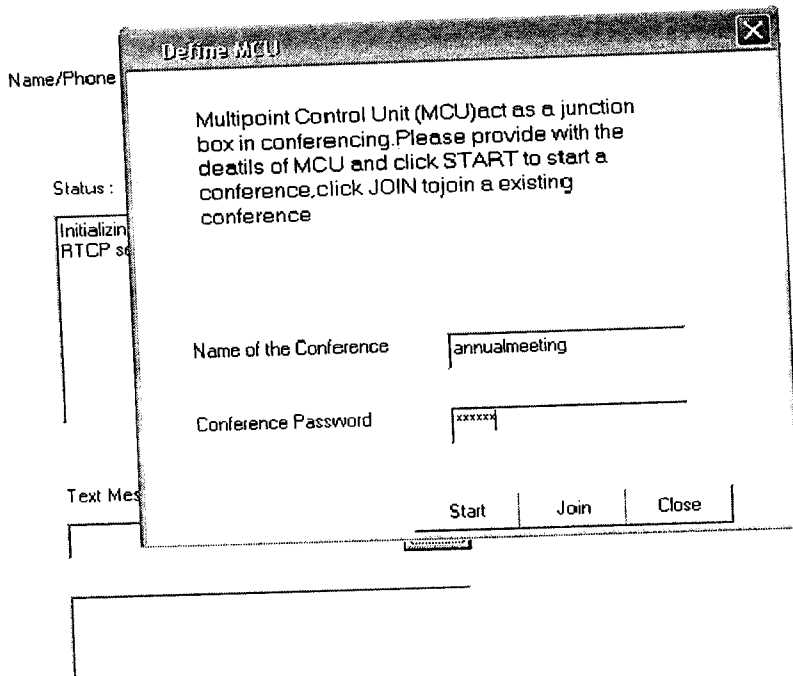 Define MCU
Name/Phone
Multipoint Control Unit (MCU)act as a junction
box in conferencing.Please provide with the
deatils of MCU and click START to start a
conference,click JOIN tojoin a existing
conference
Status :
Initializin
RTCP se
Name of the Conference
annualmeeting
Conference Password
xxxxxx
Text Mes
Start
Join
Close